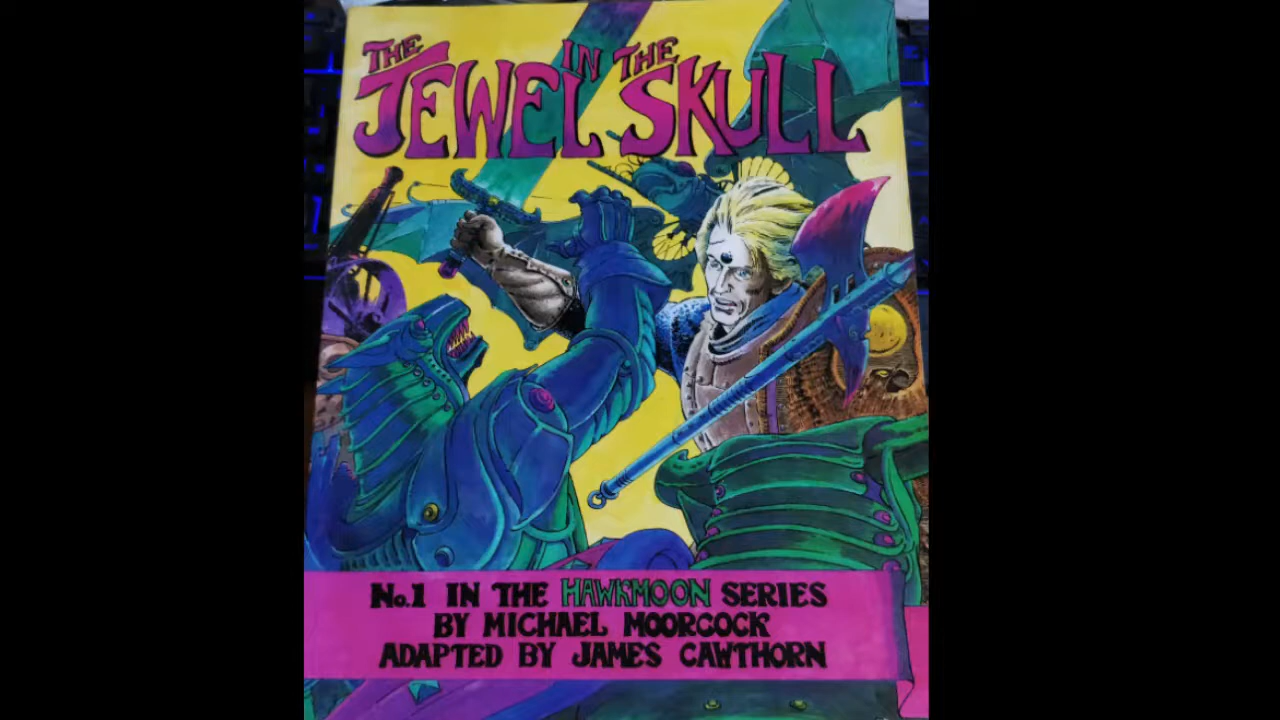 THE JEWEL IN THE SKULL
No.1 IN THE HAWKMOON SERIES
BY MICHAEL MOORCOCK
ADAPTED BY JAMES CAWTHORN